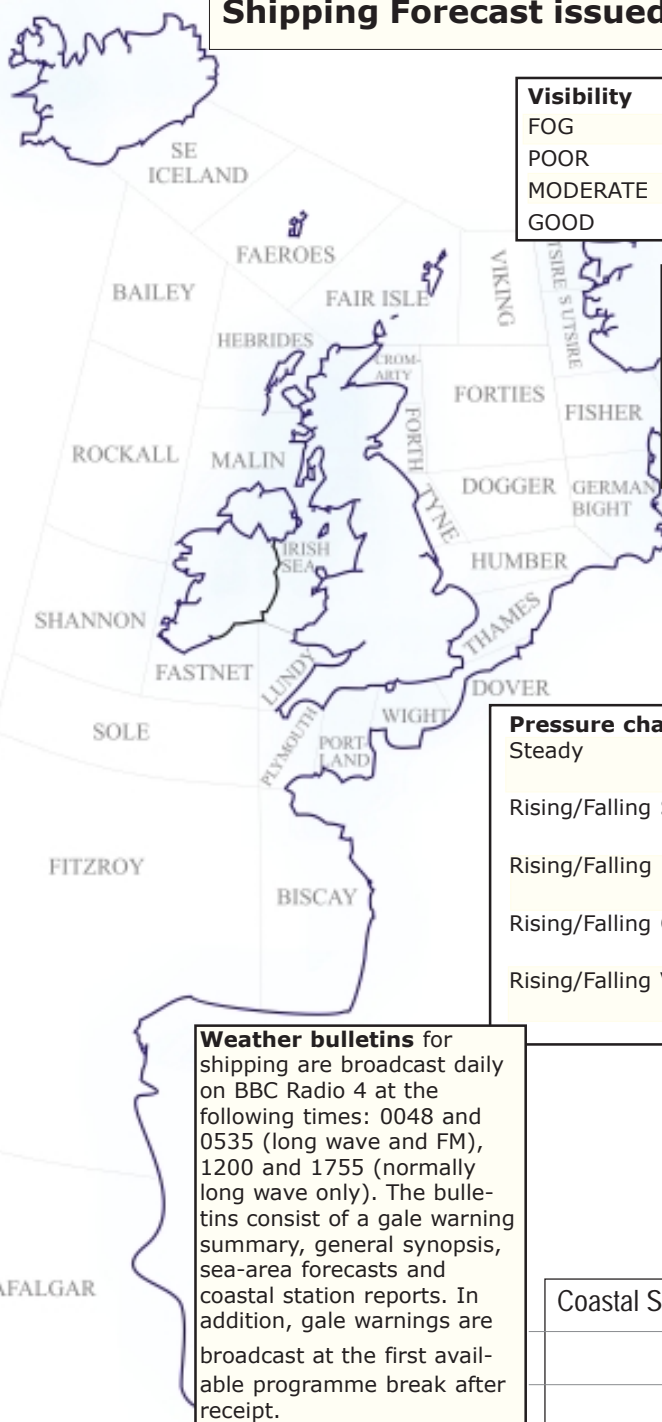 Shipping Forecast issued
Visibility
FOG
POOR
MODERATE
GOOD
SE
ICELAND
FAEROES
BAILEY
FAIR ISLE
VIKING
TSIRE
S UTSIRE
HEBRIDES
CROM-
ARTY
FORTIES
FISHER
FORTH
ROCKALL
MALIN
TYNE
DOGGER
GERMAN
BIGHT
IRISH
SEA
HUMBER
SHANNON
THAMES
FASTNET
LUNDY
DOVER
SOLE
PLYMOUTH
PORT-
LAND
WIGHT
Pressure cha
Steady
Rising/Falling
Rising/Falling
Rising/Falling
Rising/Falling
FITZROY
BISCAY
Weather bulletins for
shipping are broadcast daily
on BBC Radio 4 at the
following times: 0048 and
0535 (long wave and FM),
1200 and 1755 (normally
long wave only). The bulle-
tins consist of a gale warning
summary, general synopsis,
sea-area forecasts and
coastal station reports. In
addition, gale warnings are
broadcast at the first avail-
able programme break after
receipt.
AFALGAR
Coastal S